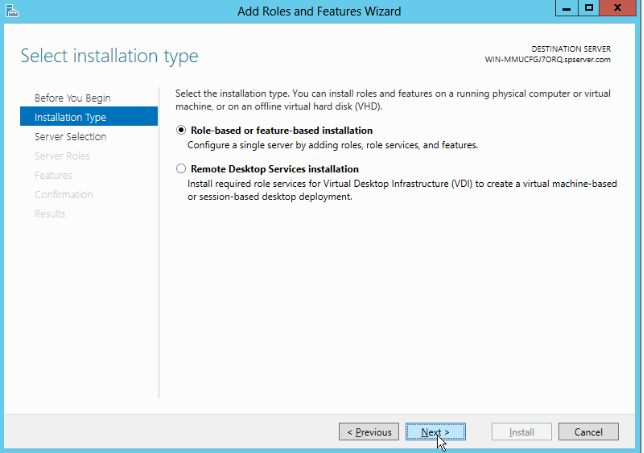 Add Roles and Features Wizard
Select installation type
DESTINATION SERVER
WIN-MMUCFGJ7ORQ.spserver.com
Before You Begin
Installation Type
Server Selection
Server Roles
Features
Confirmation
Results
Select the installation type. You can install roles and features on a running physical computer or virtual
machine, or on an offline virtual hard disk (VHD).
Role-based or feature-based installation
Configure a single server by adding roles, role services, and features.
Remote Desktop Services installation
Install required role services for Virtual Desktop Infrastructure (VDI) to create a virtual machine-based
or session-based desktop deployment.
< Previous
Next >
Install
Cancel